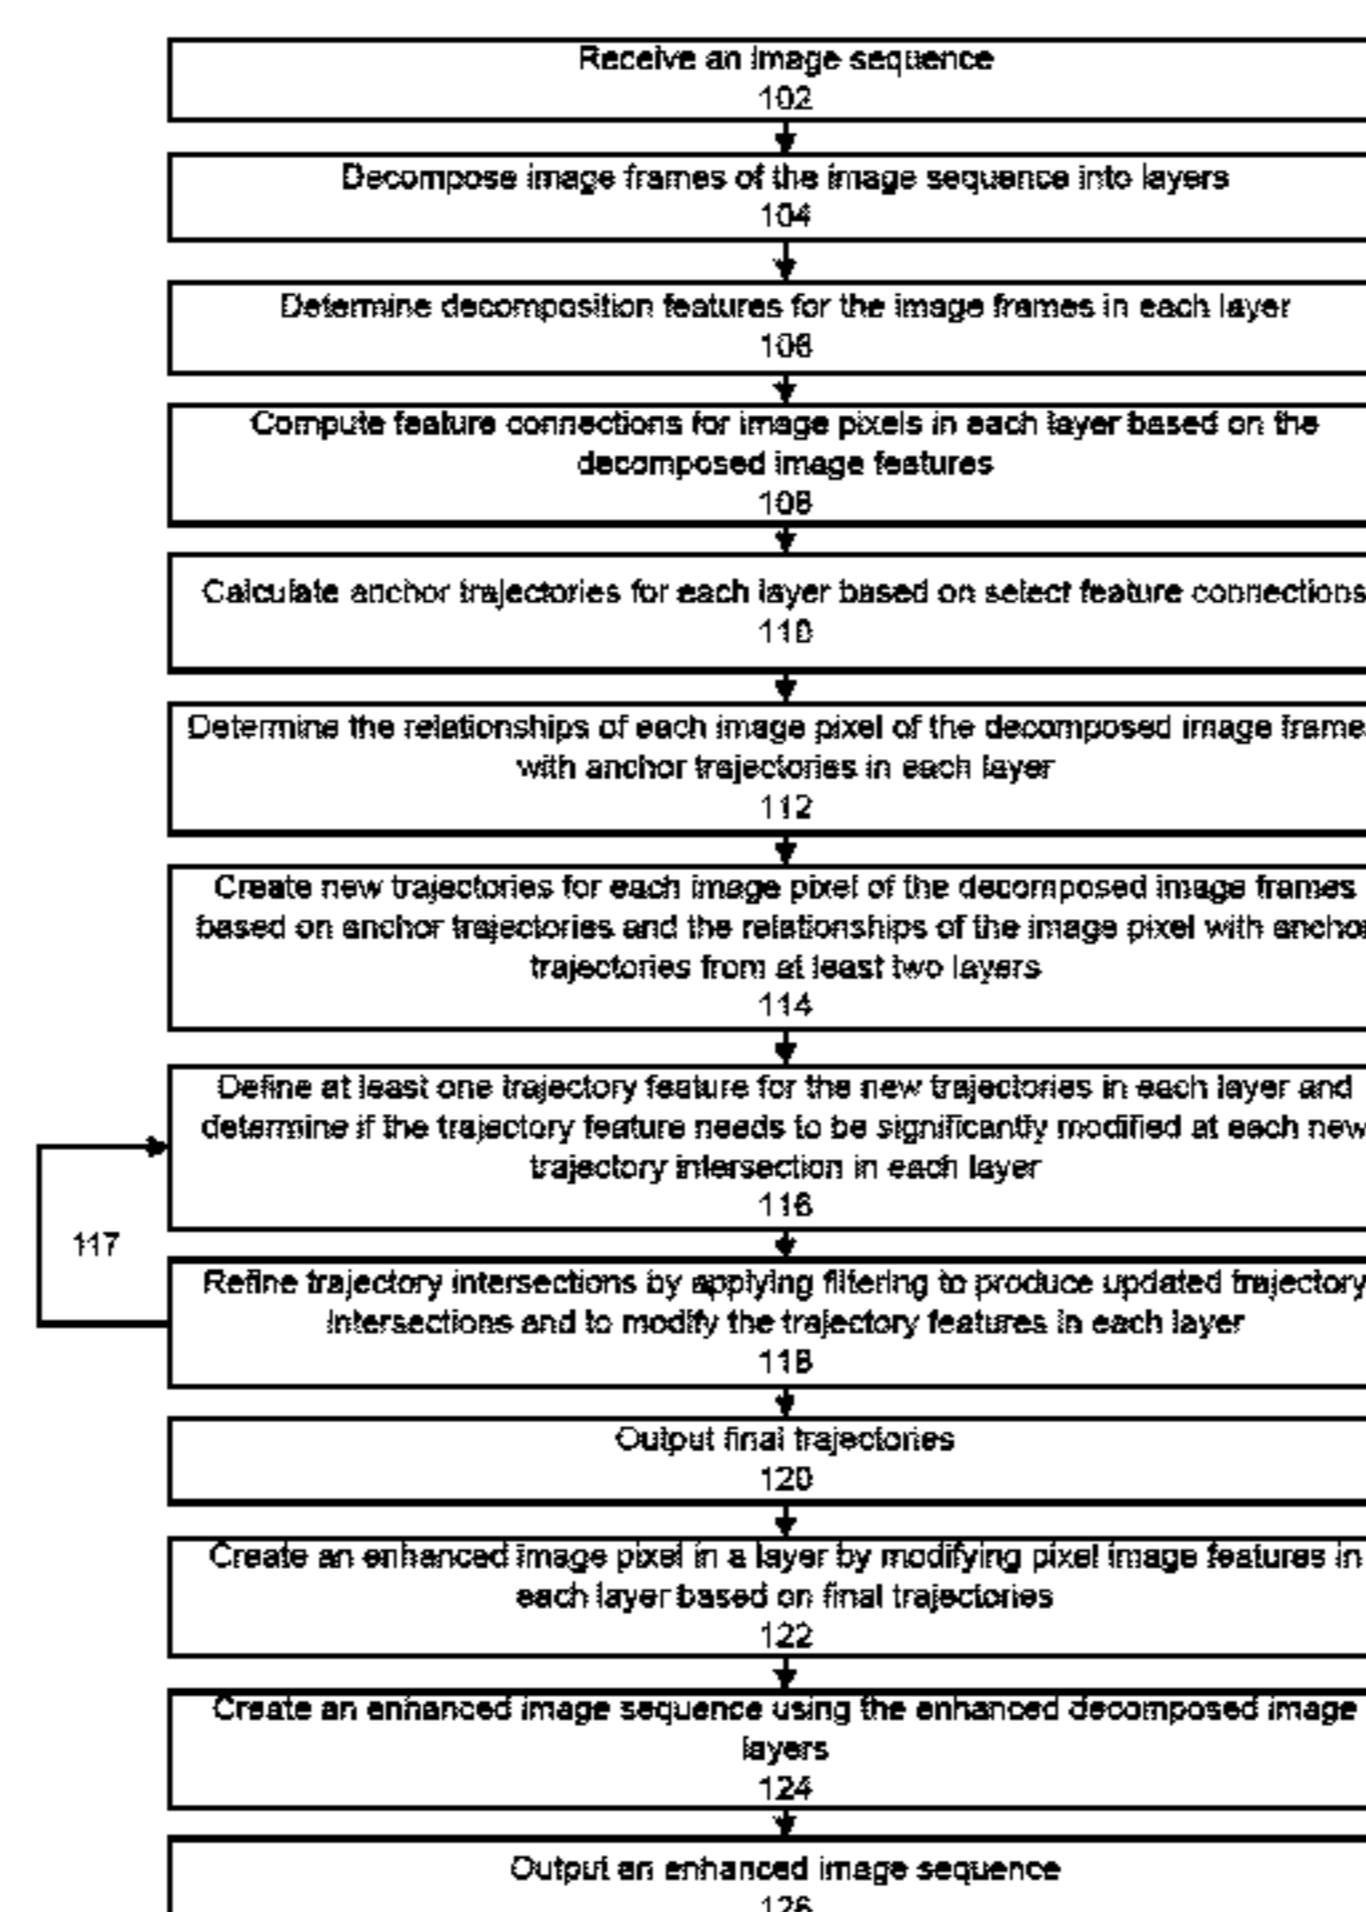 Receive an image sequence
102
Decompose image frames of the image sequence into layers
104
Determine decomposition features for the image frames in each layer
106
Compute feature connections for image pixels in each layer based on the
decomposed image features
108
Calculate anchor trajectories for each layer based on select feature connections
110
Determine the relationships of each image pixel of the decomposed image frame
with anchor trajectories in each layer
112
Create new trajectories for each image pixel of the decomposed image frames
based on anchor trajectories and the relationships of the image pixel with anchor
trajectories from at least two layers
114
Define at least one trajectory feature for the new trajectories in each layer and
determine if the trajectory feature needs to be significantly modified at each new
trajectory intersection in each layer
116
117
Refine trajectory intersections by applying filtering to produce updated trajectory
intersections and to modify the trajectory features in each layer
118
Output final trajectories
120
Create an enhanced image pixel in a layer by modifying pixel image features in
each layer based on final trajectories
122
Create an enhanced image sequence using the enhanced decomposed image
layers
124
Output an enhanced image sequence
126